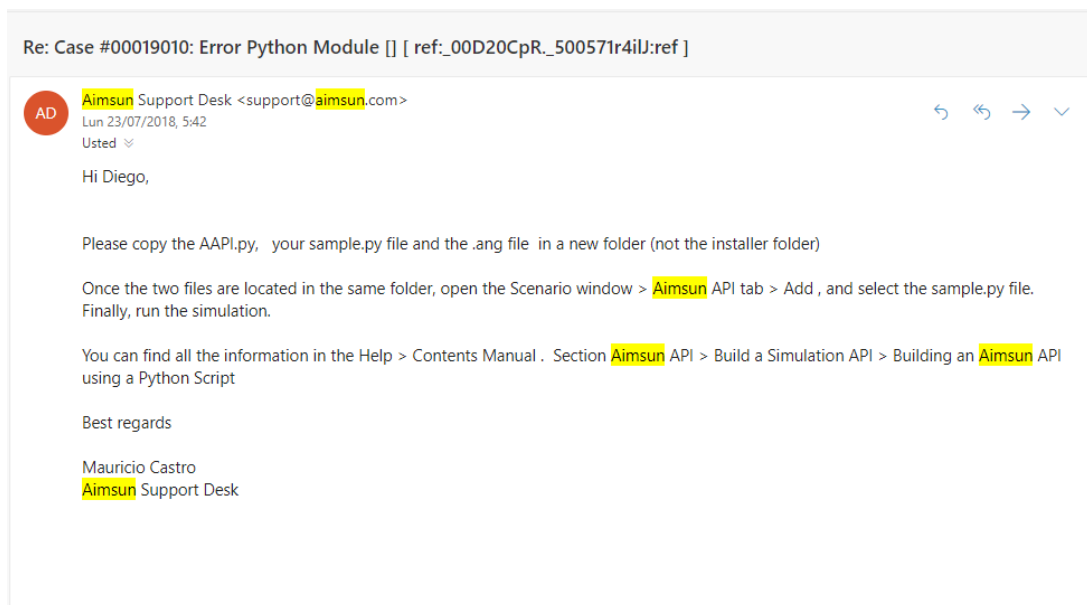 Re: Case #00019010: Error Python Module [] [ ref:_00D20CpR._500571r4ilJ:ref ]
AD
Aimsun Support Desk <support@aimsun.com>
Lun 23/07/2018, 5:42
Usted
Hi Diego,
Please copy the AAPI.py, your sample.py file and the .ang file in a new folder (not the installer folder)
Once the two files are located in the same folder, open the Scenario window > Aimsun API tab > Add , and select the sample.py file.
Finally, run the simulation.
You can find all the information in the Help > Contents Manual . Section Aimsun API > Build a Simulation API > Building an Aimsun API
using a Python Script
Best regards
Mauricio Castro
Aimsun Support Desk